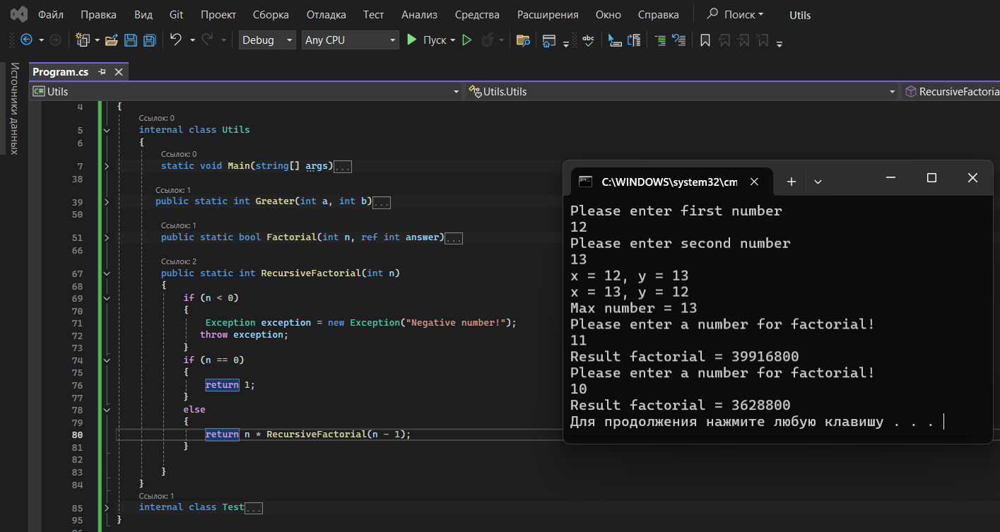 Файл Правка Вид Git Проект Сборка Отладка Тест Анализ Средства Расширения Окно Справка Поиск Utils
Debug Any CPU Пуск abc
Источники данных
Program.cs
C# Utils Utils.Utils RecursiveFactoria
4 {
Ссылок: 0
5 internal class Utils
6 {
Ссылок: 0
7 static void Main(string[] args)...
38
Ссылок: 1
39 public static int Greater(int a, int b)...
50
Ссылок: 1
51 public static bool Factorial(int n, ref int answer)...
66
Ссылок: 2
67 public static int RecursiveFactorial(int n)
68 {
69 if (n < 0)
70 {
71 Exception exception = new Exception("Negative number!");
72 throw exception;
73 }
74 if (n == 0)
75 {
76 return 1;
77 }
78 else
79 {
80 return n * RecursiveFactorial(n - 1);
81 }
82
83 }
84 }
Ссылок: 1
85 internal class Test...
95 }
C:\WINDOWS\system32\cm
Please enter first number
12
Please enter second number
13
x = 12, y = 13
x = 13, y = 12
Max number = 13
Please enter a number for factorial!
11
Result factorial = 39916800
Please enter a number for factorial!
10
Result factorial = 3628800
Для продолжения нажмите любую клавишу . . .